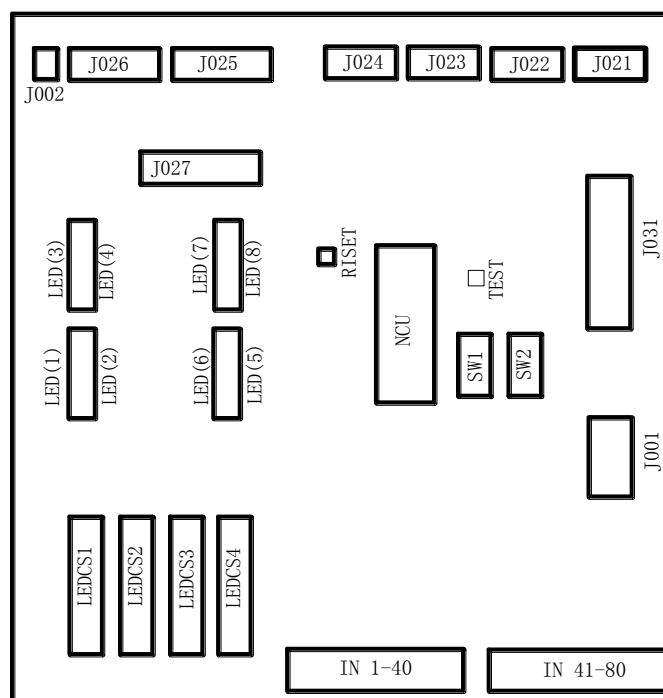 J026
J025
J024
J023
J022
J021
J002
J027
LED(3)
LED(4)
LED(7)
LED(8)
RISET
TEST
J031
LED(1)
LED(2)
LED(6)
LED(5)
NCU
SW1
SW2
J001
LEDCS1
LEDCS2
LEDCS3
LEDCS4
IN 1-40
IN 41-80